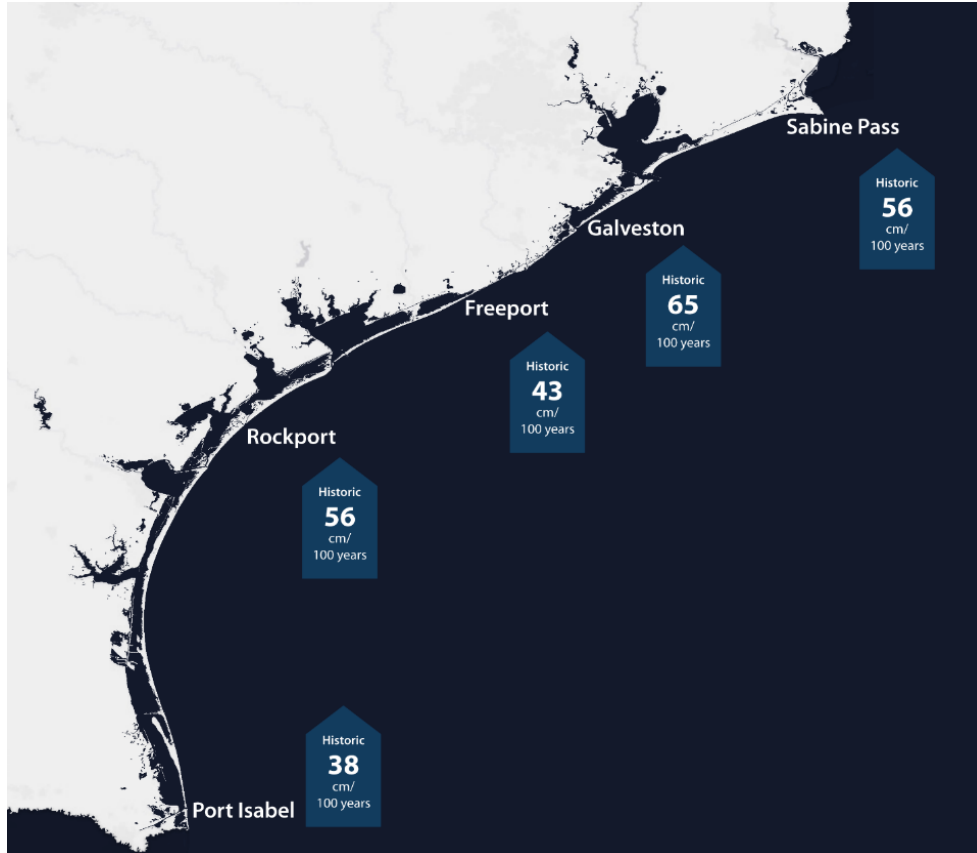 Sabine Pass
Historic
56
cm/
100 years
Galveston
Historic
65
cm/
100 years
Freeport
Historic
43
cm/
100 years
Rockport
Historic
56
cm/
100 years
Port Isabel
Historic
38
cm/
100 years